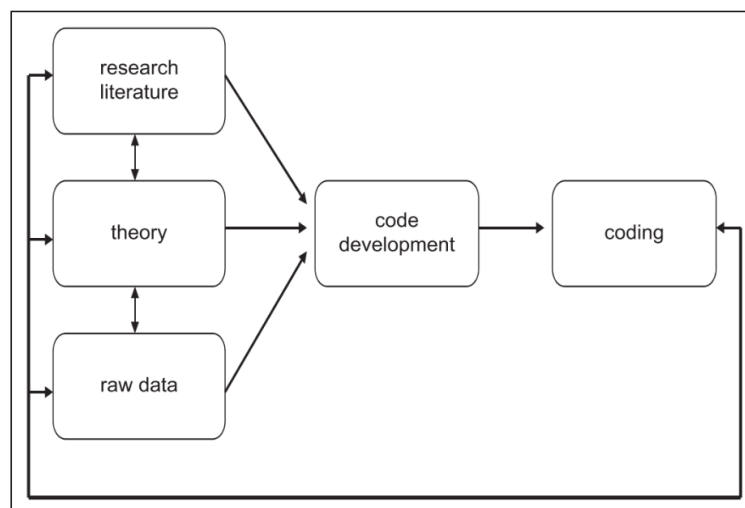 research
literature
theory
code
development
coding
raw data